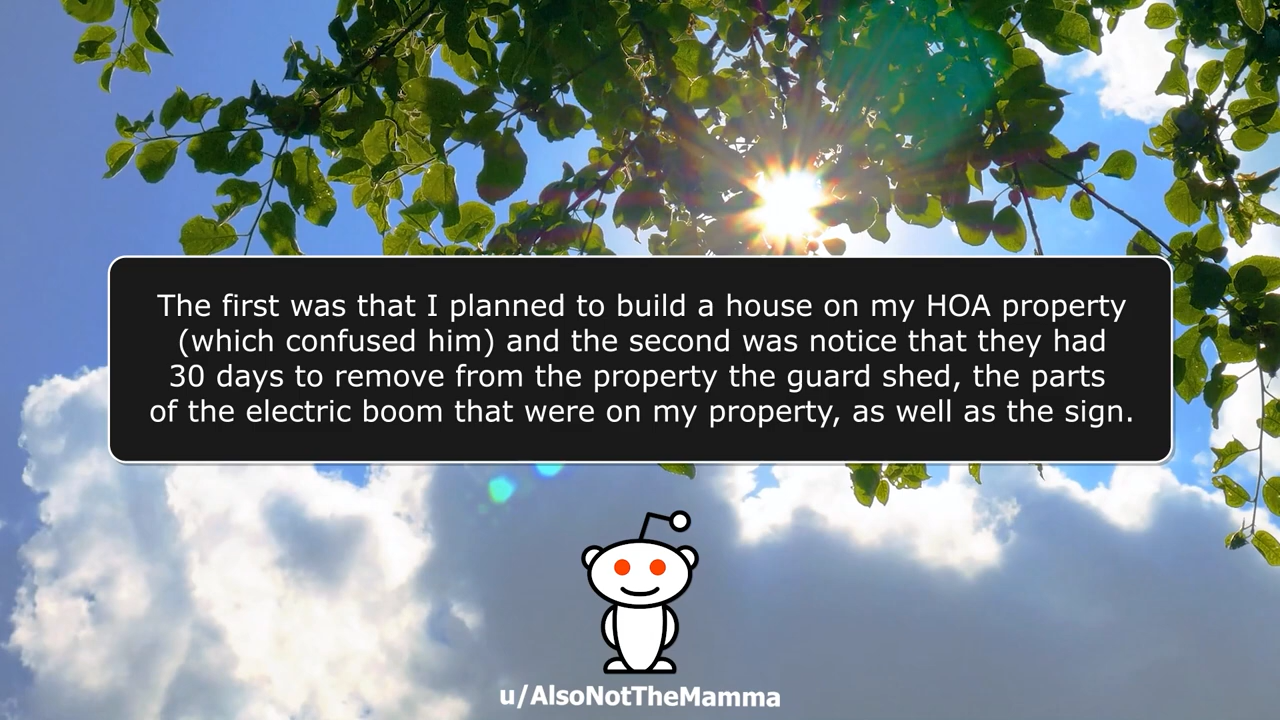 The first was that I planned to build a house on my HOA property
(which confused him) and the second was notice that they had
30 days to remove from the property the guard shed, the parts
of the electric boom that were on my property, as well as the sign.
u/AlsoNotTheMamma